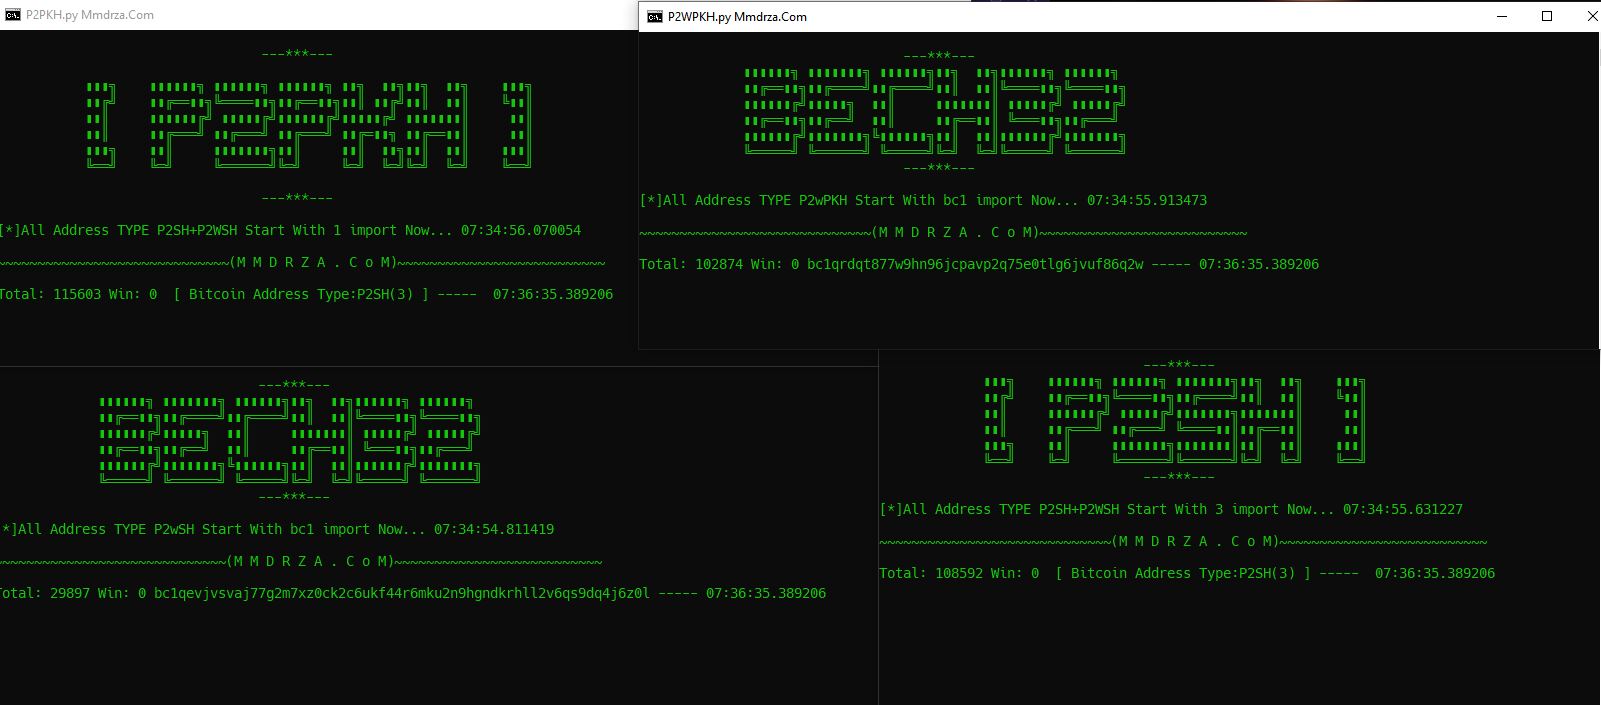 P2PKH.py Mmdrza.Com
---***---
[ P2PKH ]
---***---
[*]All Address TYPE P2SH+P2WSH Start With 1 import Now... 07:34:56.070054
~~~~~~~~~~~~~~~~~~~~~~~~~~~~~(M M D R Z A . C o M)~~~~~~~~~~~~~~~~~~~~~~~~~~
Total: 115603 Win: 0  [ Bitcoin Address Type:P2SH(3) ] -----  07:36:35.389206
P2WPKH.py Mmdrza.Com
---***---
BECH32
---***---
[*]All Address TYPE P2wPKH Start With bc1 import Now... 07:34:55.913473
~~~~~~~~~~~~~~~~~~~~~~~~~~~~~(M M D R Z A . C o M)~~~~~~~~~~~~~~~~~~~~~~~~~~
Total: 102874 Win: 0 bc1qrdqt877w9hn96jcpavp2q75e0tlg6jvuf86q2w ----- 07:36:35.389206
---***---
BECH32
---***---
*]All Address TYPE P2wSH Start With bc1 import Now... 07:34:54.811419
~~~~~~~~~~~~~~~~~~~~~~~~~~~~~(M M D R Z A . C o M)~~~~~~~~~~~~~~~~~~~~~~~~~~
Total: 29897 Win: 0 bc1qevjvsvaj77g2m7xz0ck2c6ukf44r6mku2n9hgndkrhll2v6qs9dq4j6z0l ----- 07:36:35.389206
---***---
[ P2SH ]
---***---
[*]All Address TYPE P2SH+P2WSH Start With 3 import Now... 07:34:55.631227
~~~~~~~~~~~~~~~~~~~~~~~~~~~~~(M M D R Z A . C o M)~~~~~~~~~~~~~~~~~~~~~~~~~~
Total: 108592 Win: 0  [ Bitcoin Address Type:P2SH(3) ] -----  07:36:35.389206